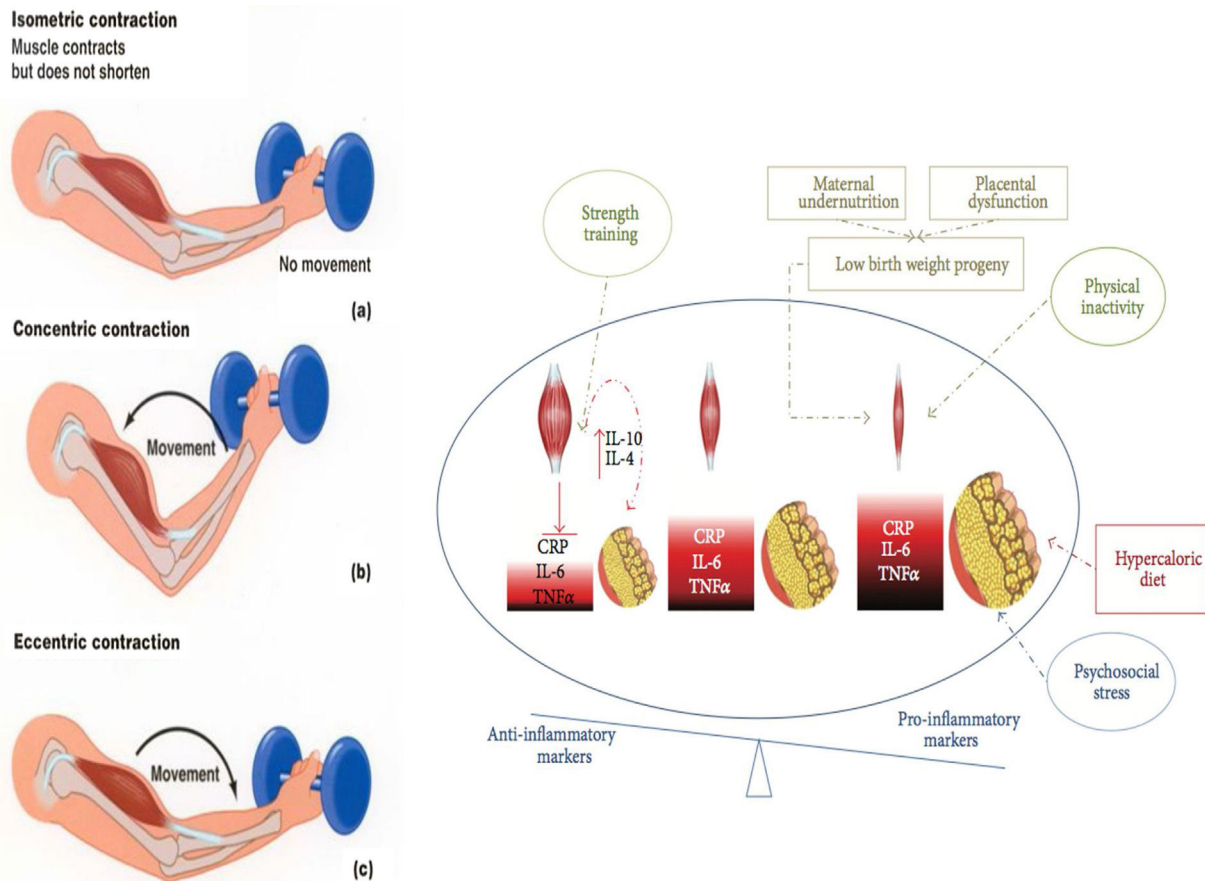 Isometric contraction
Muscle contracts
but does not shorten
No movement
(a)
Concentric contraction
Movement
(b)
Eccentric contraction
Movement
(c)
Strength
training
Maternal
undernutrition
Placental
dysfunction
Low birth weight progeny
Physical
inactivity
IL-10
IL-4
CRP
IL-6
TNFα
CRP
IL-6
TNFα
CRP
IL-6
TNFα
Hypercaloric
diet
Psychosocial
stress
Anti-inflammatory
markers
Pro-inflammatory
markers